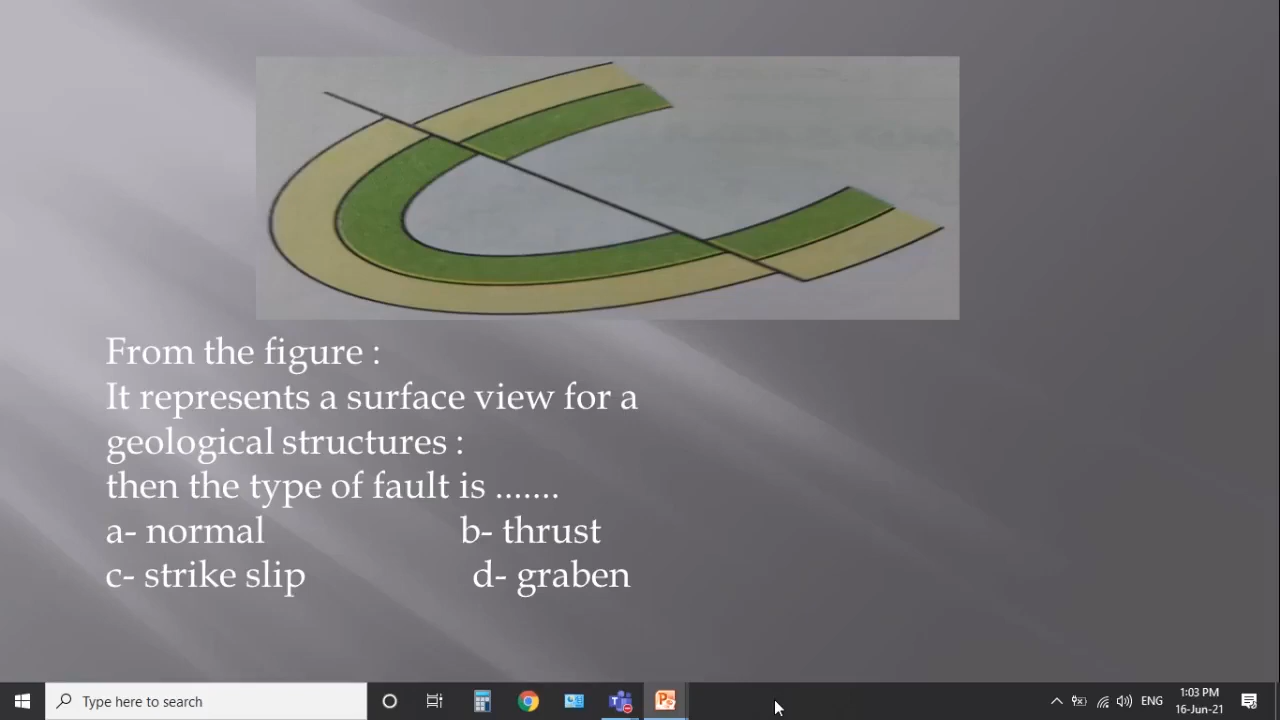 From the figure :
It represents a surface view for a
geological structures :
then the type of fault is .......
a- normal b- thrust
c- strike slip d- graben
Type here to search
ENG
1:03 PM
16-Jun-21